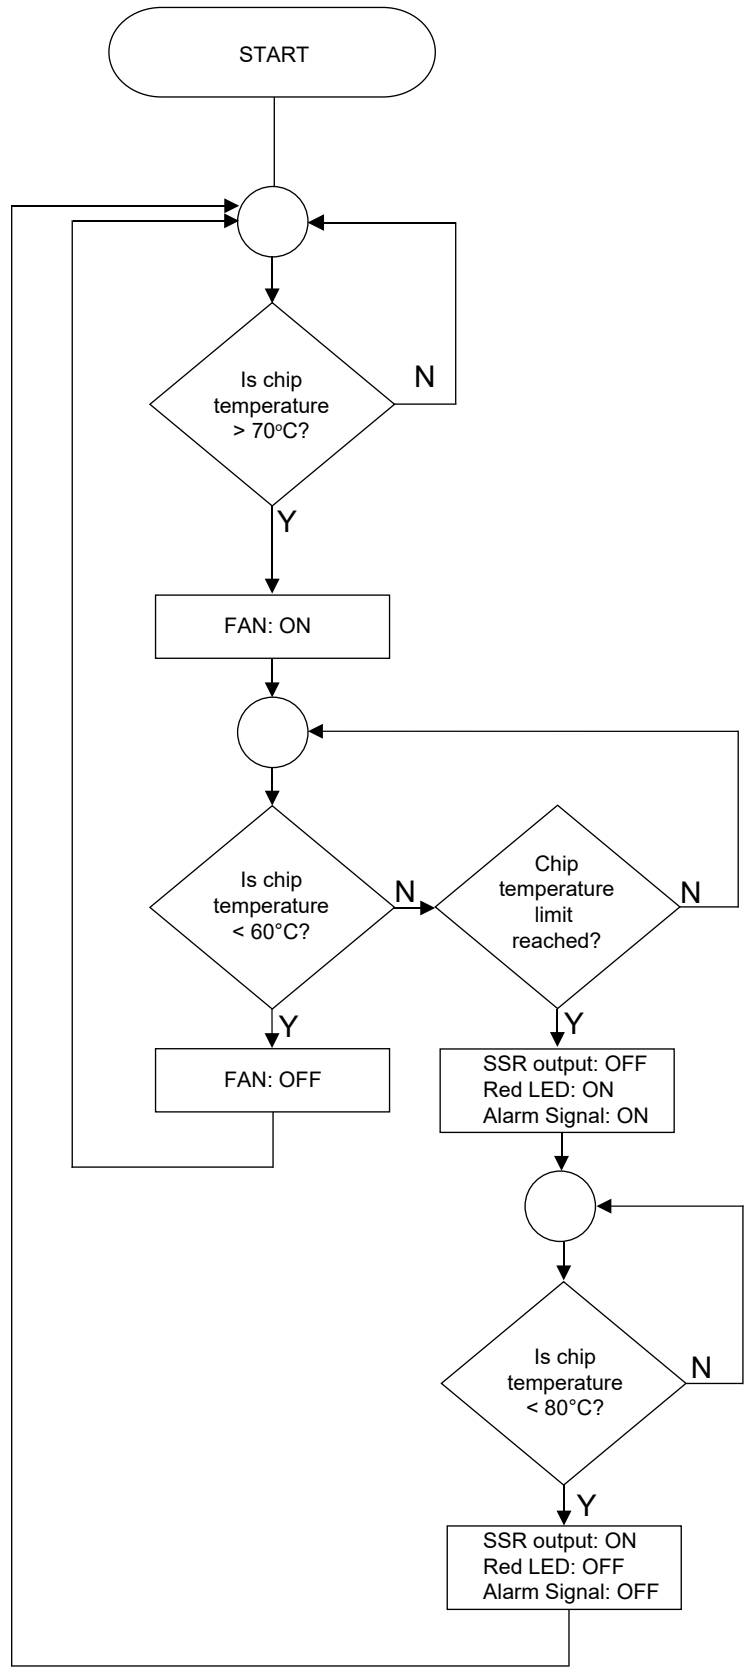 START
Is chip
temperature
> 70°C?
N
Y
FAN: ON
Is chip
temperature
< 60°C?
N
Chip
temperature
limit
reached?
N
Y
FAN: OFF
Y
SSR output: OFF
Red LED: ON
Alarm Signal: ON
Is chip
temperature
< 80°C?
N
Y
SSR output: ON
Red LED: OFF
Alarm Signal: OFF